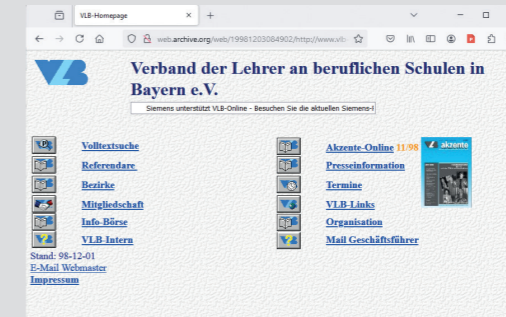 VLB-Homepage
web.archive.org/web/19981203084902/http://www.vlb
VLB
Verband der Lehrer an beruflichen Schulen in
Bayern e.V.
Siemens unterstützt VLB-Online - Besuchen Sie die aktuellen Siemens-
Volltextsuche
Referendare
Bezirke
Mitgliedschaft
Info-Börse
VLB-Intern
Akzente-Online 11/98
Presseinformation
Termine
VLB-Links
Organisation
Mail Geschäftsführer
akzente
Stand: 98-12-01
E-Mail Webmaster
Impressum